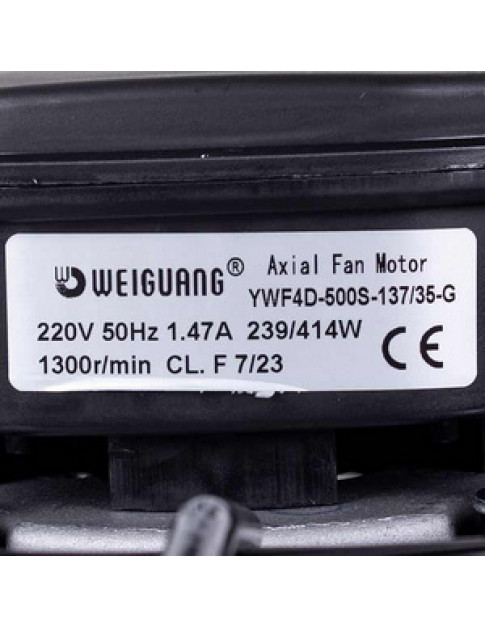 WEIGUANG® Axial Fan Motor
YWF4D-500S-137/35-G
220V 50Hz 1.47A 239/414W
1300r/min CL. F 7/23 CE